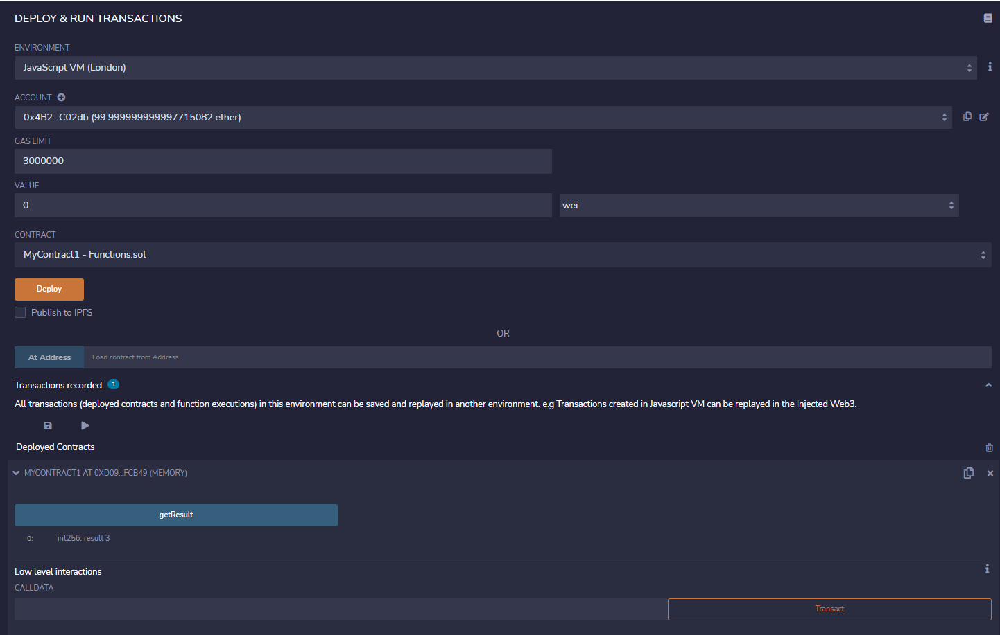 DEPLOY & RUN TRANSACTIONS
ENVIRONMENT
JavaScript VM (London)
ACCOUNT
0x4B2...C02db (99.999999999997715082 ether)
GAS LIMIT
3000000
VALUE
0
wei
CONTRACT
MyContract1 - Functions.sol
Deploy
Publish to IPFS
OR
At Address
Load contract from Address
Transactions recorded 1
All transactions (deployed contracts and function executions) in this environment can be saved and replayed in another environment. e.g Transactions created in Javascript VM can be replayed in the Injected Web3.
Deployed Contracts
MYCONTRACT1 AT 0XD09...FCB49 (MEMORY)
getResult
0: int256: result 3
Low level interactions
CALLDATA
Transact